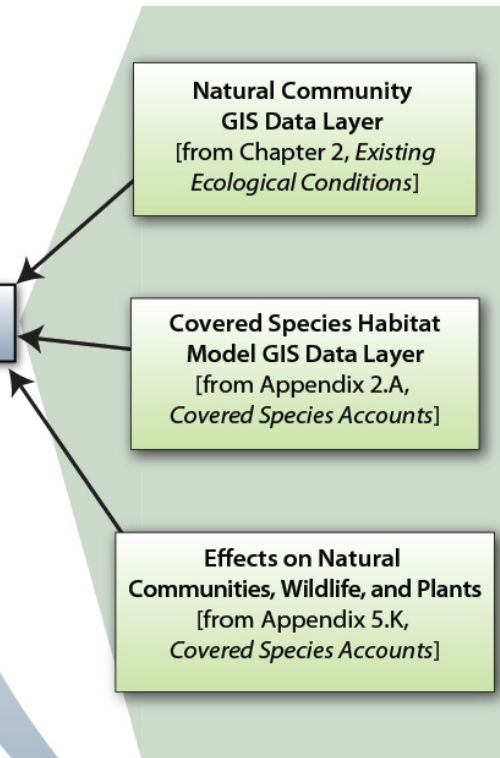 Natural Community
GIS Data Layer
[from Chapter 2, Existing
Ecological Conditions]
Covered Species Habitat
Model GIS Data Layer
[from Appendix 2.A,
Covered Species Accounts]
Effects on Natural
Communities, Wildlife, and Plants
[from Appendix 5.K,
Covered Species Accounts]